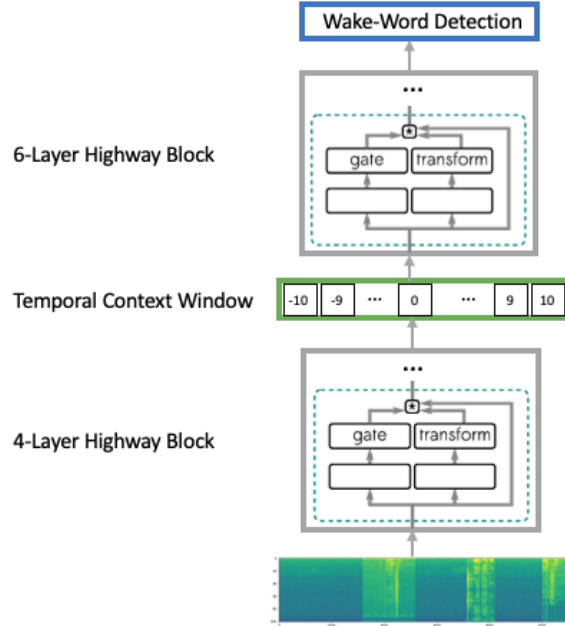 Wake-Word Detection
...
*
gate transform
6-Layer Highway Block
Temporal Context Window
-10 -9 ... 0 ... 9 10
...
*
gate transform
4-Layer Highway Block